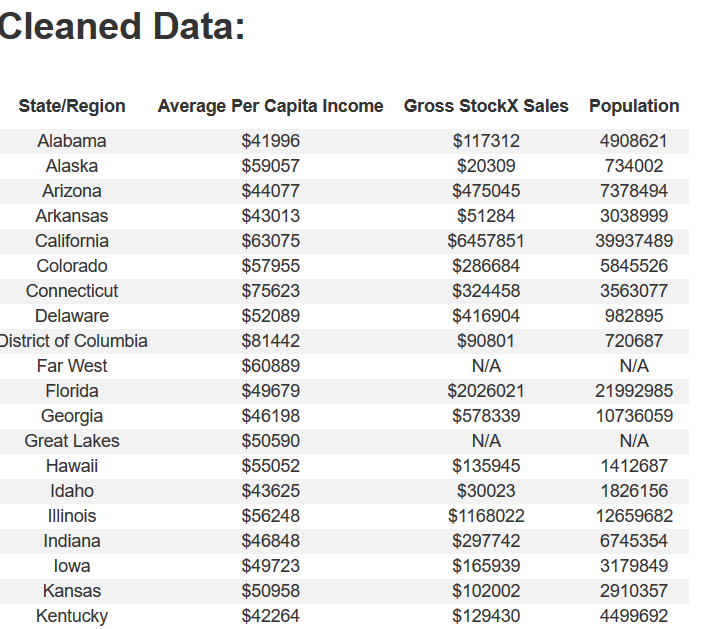 Cleaned Data:
State/Region Average Per Capita Income Gross StockX Sales Population
Alabama $41996 $117312 4908621
Alaska $59057 $20309 734002
Arizona $44077 $475045 7378494
Arkansas $43013 $51284 3038999
California $63075 $6457851 39937489
Colorado $57955 $286684 5845526
Connecticut $75623 $324458 3563077
Delaware $52089 $416904 982895
District of Columbia $81442 $90801 720687
Far West $60889 N/A N/A
Florida $49679 $2026021 21992985
Georgia $46198 $578339 10736059
Great Lakes $50590 N/A N/A
Hawaii $55052 $135945 1412687
Idaho $43625 $30023 1826156
Illinois $56248 $1168022 12659682
Indiana $46848 $297742 6745354
Iowa $49723 $165939 3179849
Kansas $50958 $102002 2910357
Kentucky $42264 $129430 4499692